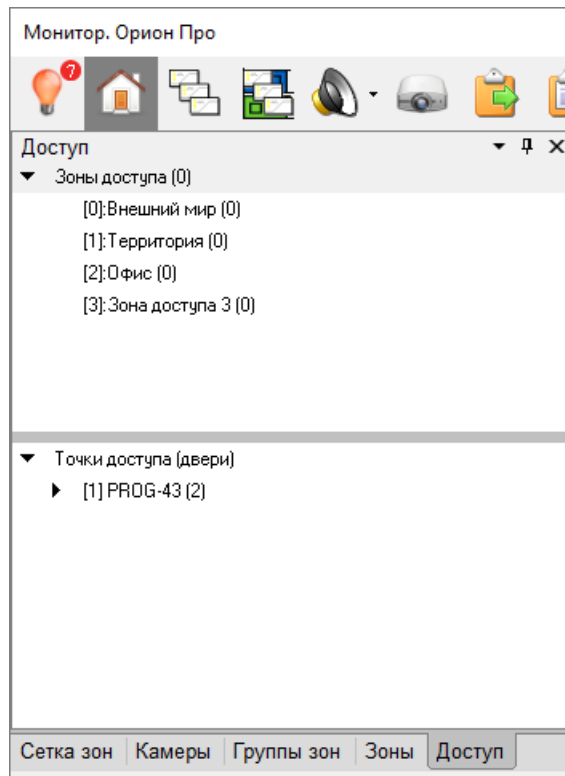 Монитор. Орион Про
7
Доступ
Зоны доступа (0)
[0]:Внешний мир (0)
[1]:Территория (0)
[2]:Офис (0)
[3]:Зона доступа 3 (0)
Точки доступа (двери)
[1] PROG-43 (2)
Сетка зон Камеры Группы зон Зоны Доступ